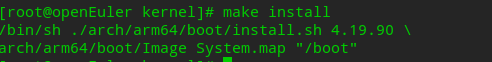 [root@openEuler kernel]# make install
/bin/sh ./arch/arm64/boot/install.sh 4.19.90 \
arch/arm64/boot/Image System.map "/boot"